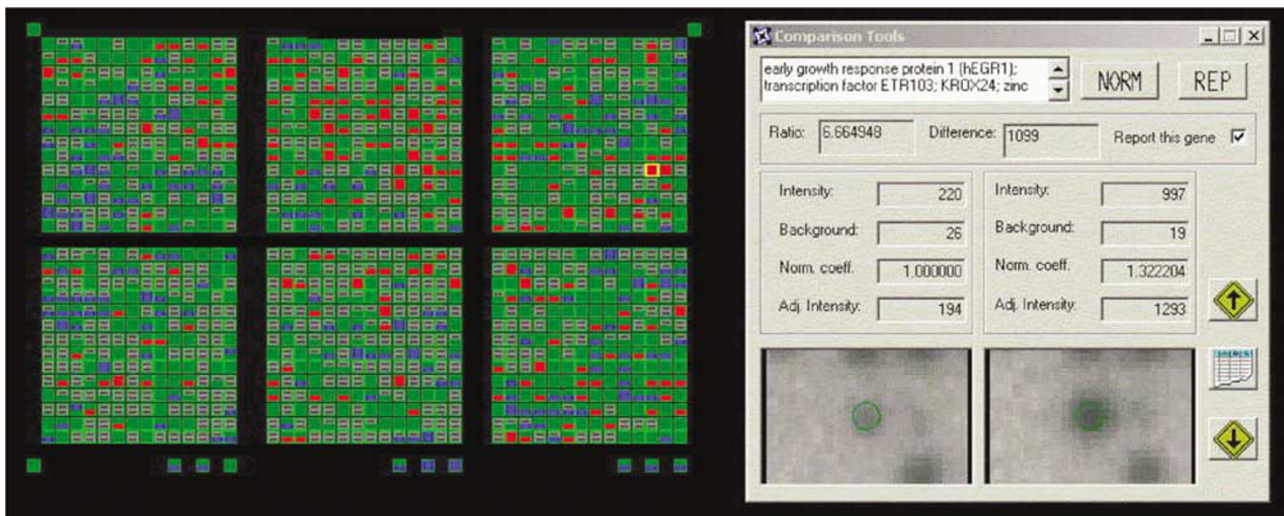 Comparison Tools
early growth response protein 1 (hEGR1);
transcription factor ETR103; KROX24; zinc
NORM
REP
Ratio: 6.664948 Difference: 1099 Report this gene
Intensity: 220 Intensity: 997
Background: 26 Background: 19
Norm. coeff. 1.000000 Norm. coeff. 1.322204
Adj. Intensity: 194 Adj. Intensity: 1293